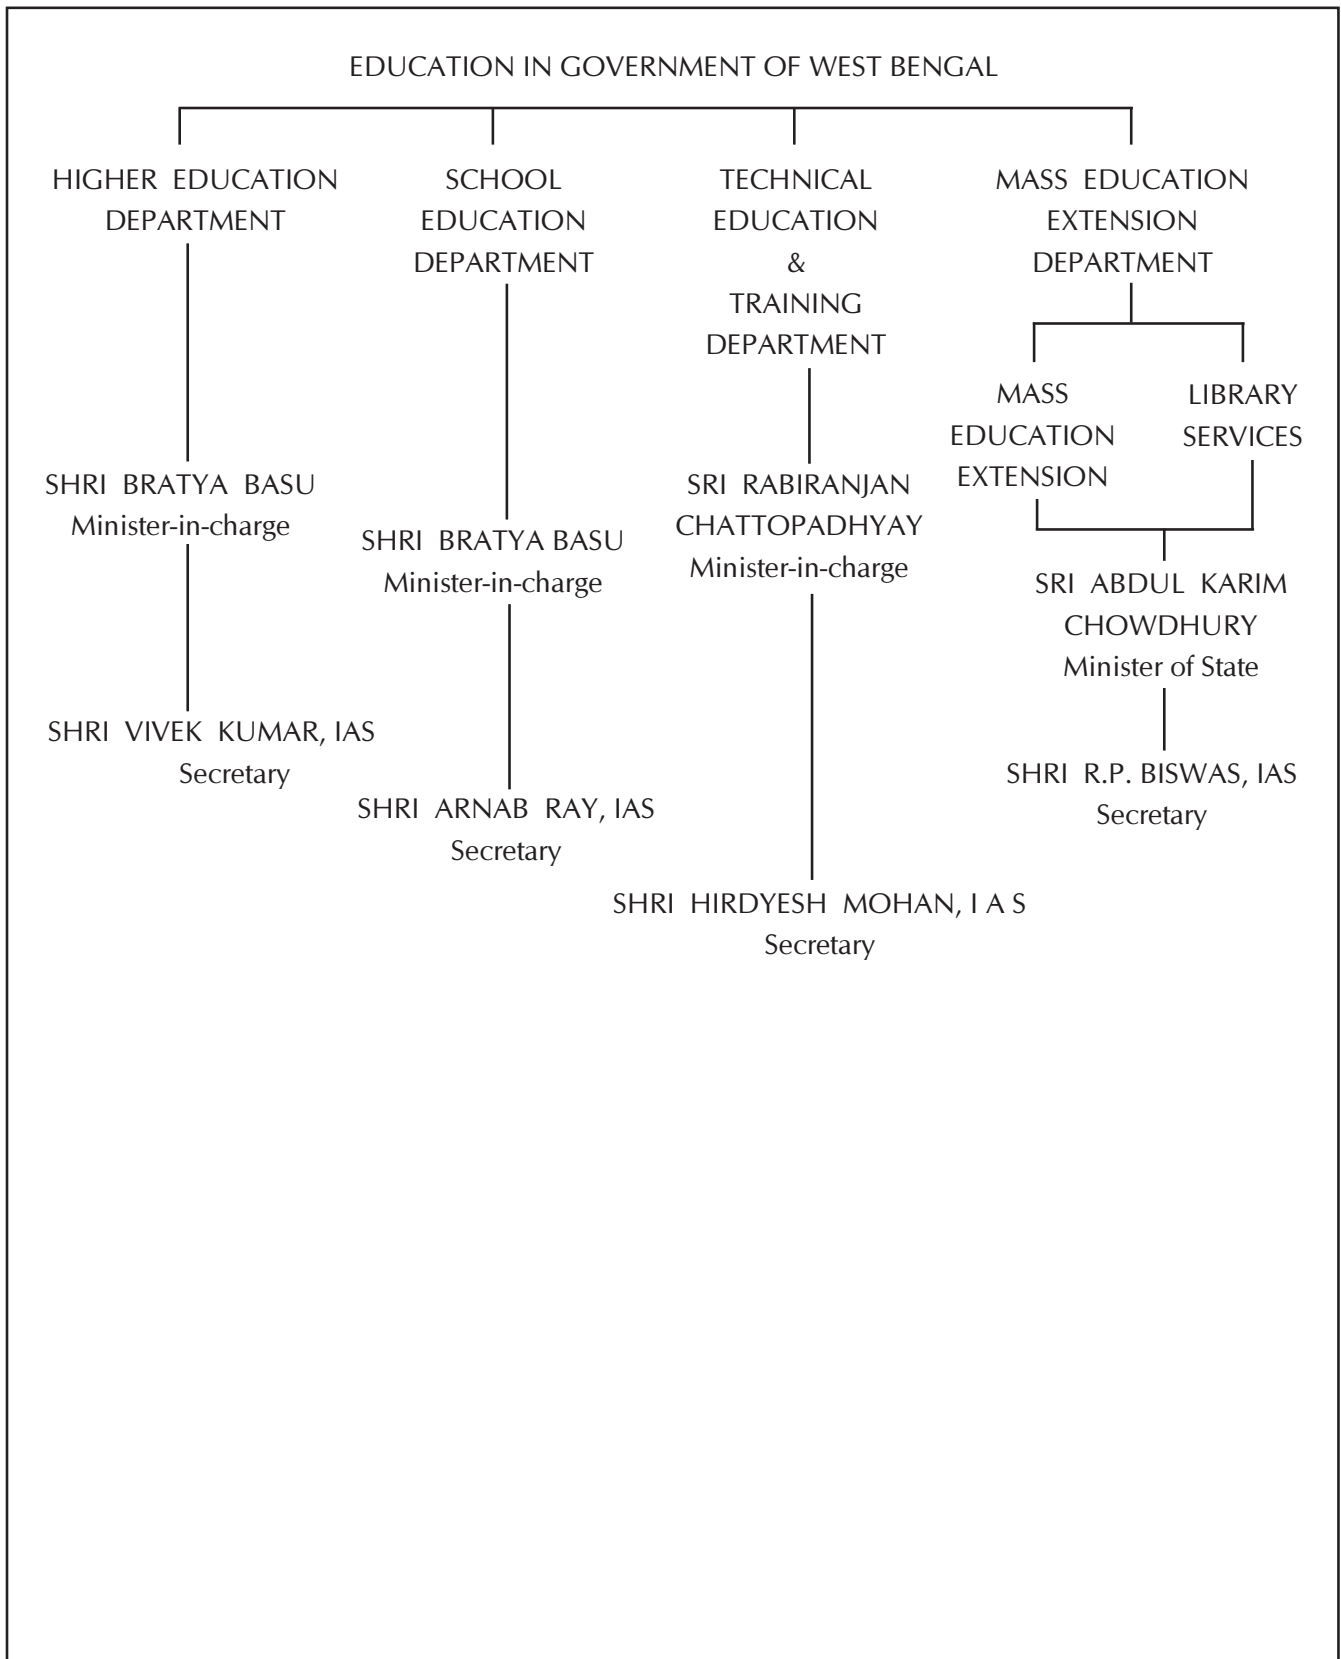 EDUCATION IN GOVERNMENT OF WEST BENGAL
HIGHER EDUCATION
DEPARTMENT
SHRI BRATYA BASU
Minister-in-charge
SHRI VIVEK KUMAR, IAS
Secretary
SCHOOL
EDUCATION
DEPARTMENT
SHRI BRATYA BASU
Minister-in-charge
SHRI ARNAB RAY, IAS
Secretary
TECHNICAL
EDUCATION
&
TRAINING
DEPARTMENT
SRI RABIRANJAN
CHATTOPADHYAY
Minister-in-charge
SHRI HIRDYESH MOHAN, I A S
Secretary
MASS EDUCATION
EXTENSION
DEPARTMENT
MASS
EDUCATION
EXTENSION
LIBRARY
SERVICES
SRI ABDUL KARIM
CHOWDHURY
Minister of State
SHRI R.P. BISWAS, IAS
Secretary